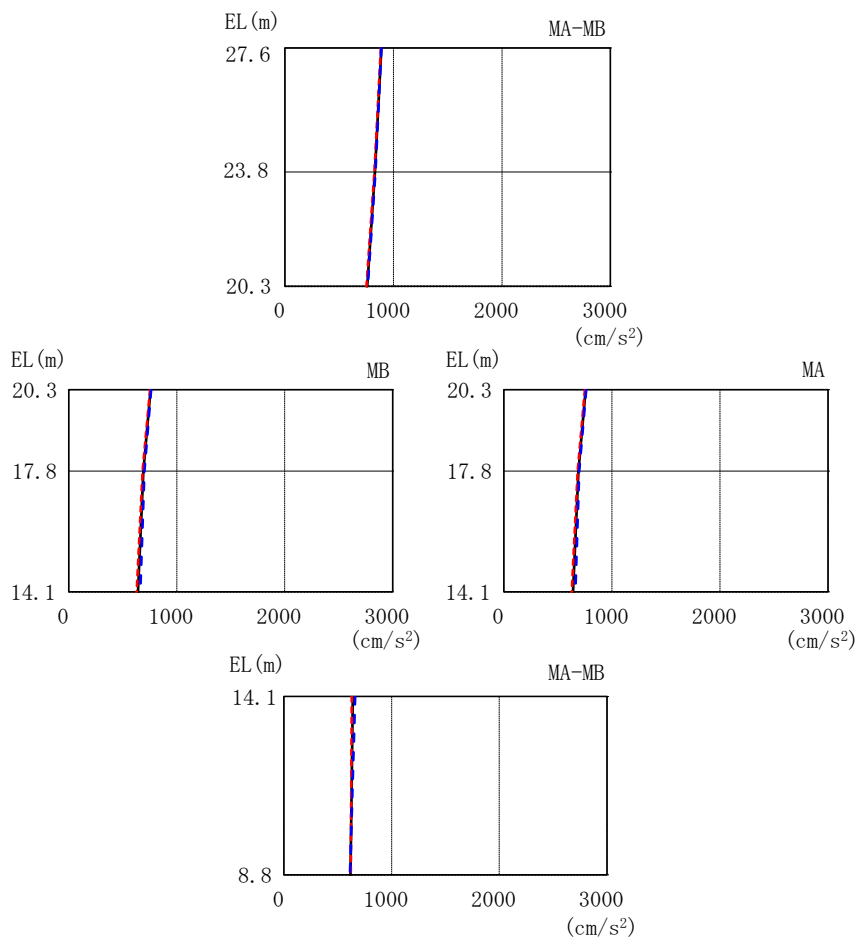 EL(m) MA-MB
27.6
23.8
20.3
0 1000 2000 3000
(cm/s²)
EL(m) MB
20.3
17.8
14.1
0 1000 2000 3000
(cm/s²)
EL(m) MA
20.3
17.8
14.1
0 1000 2000 3000
(cm/s²)
EL(m) MA-MB
14.1
8.8
0 1000 2000 3000
(cm/s²)